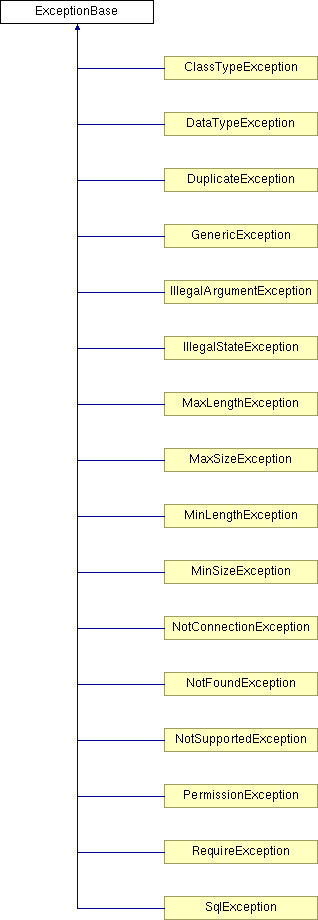 ExceptionBase
ClassTypeException
DataTypeException
DuplicateException
GenericException
IllegalArgumentException
IllegalStateException
MaxLengthException
MaxSizeException
MinLengthException
MinSizeException
NotConnectionException
NotFoundException
NotSupportedException
PermissionException
RequireException
SqlException